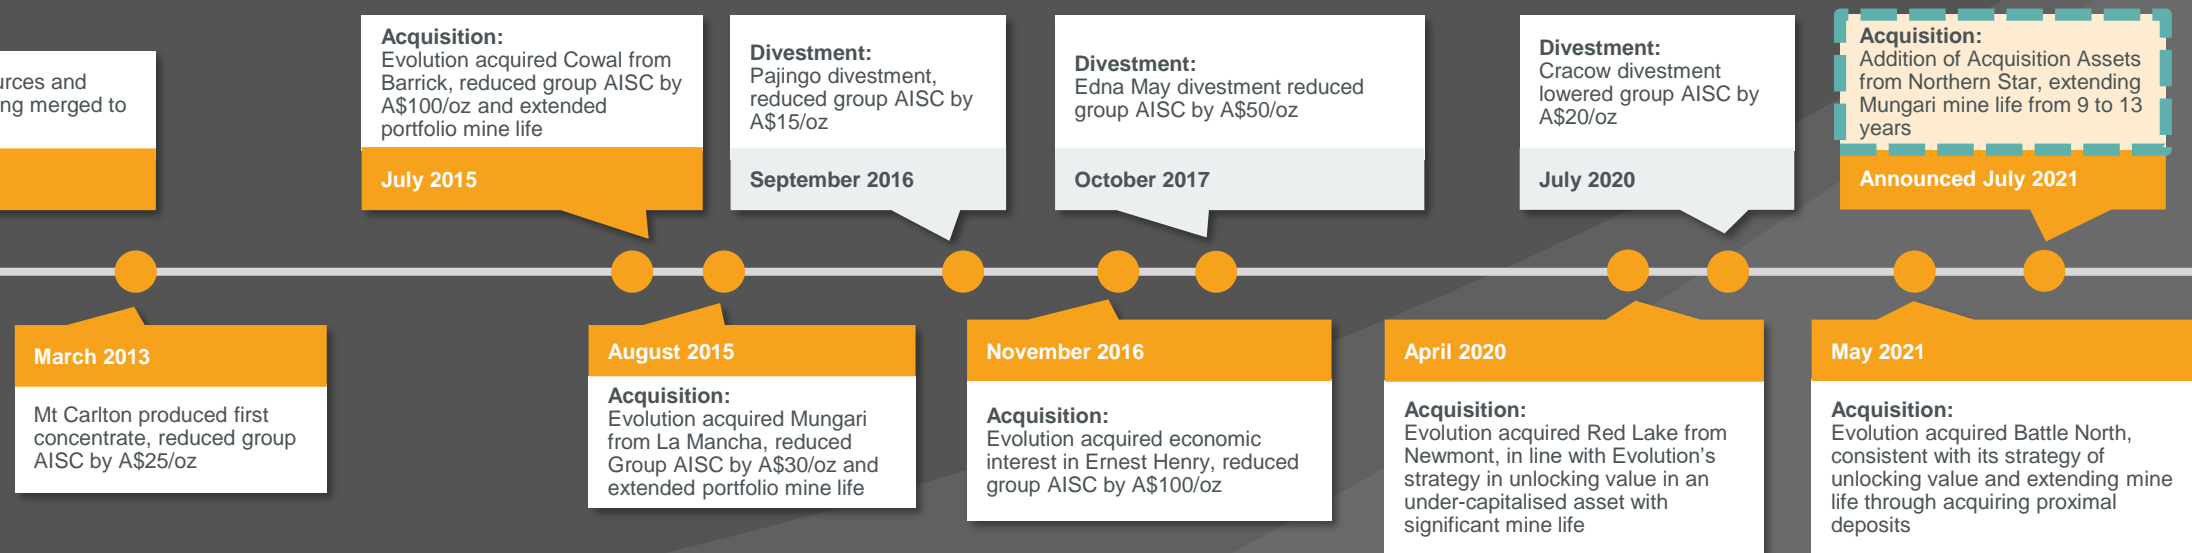 and
merged to
Acquisition:
Evolution acquired Cowal from
Barrick, reduced group AISC by
A$100/oz and extended
portfolio mine life
July 2015
Divestment:
Pajingo divestment,
reduced group AISC by
A$15/oz
September 2016
Divestment:
Edna May divestment reduced
group AISC by A$50/oz
October 2017
Divestment:
Cracow divestment
lowered group AISC by
A$20/oz
July 2020
Acquisition:
Addition of Acquisition Assets
from Northern Star, extending
Mungari mine life from 9 to 13
years
Announced July 2021
March 2013
Mt Carlton produced first
concentrate, reduced group
AISC by A$25/oz
August 2015
Acquisition:
Evolution acquired Mungari
from La Mancha, reduced
Group AISC by A$30/oz and
extended portfolio mine life
November 2016
Acquisition:
Evolution acquired economic
interest in Ernest Henry, reduced
group AISC by A$100/oz
April 2020
Acquisition:
Evolution acquired Red Lake from
Newmont, in line with Evolution’s
strategy in unlocking value in an
under-capitalised asset with
significant mine life
May 2021
Acquisition:
Evolution acquired Battle North,
consistent with its strategy of
unlocking value and extending mine
life through acquiring proximal
deposits